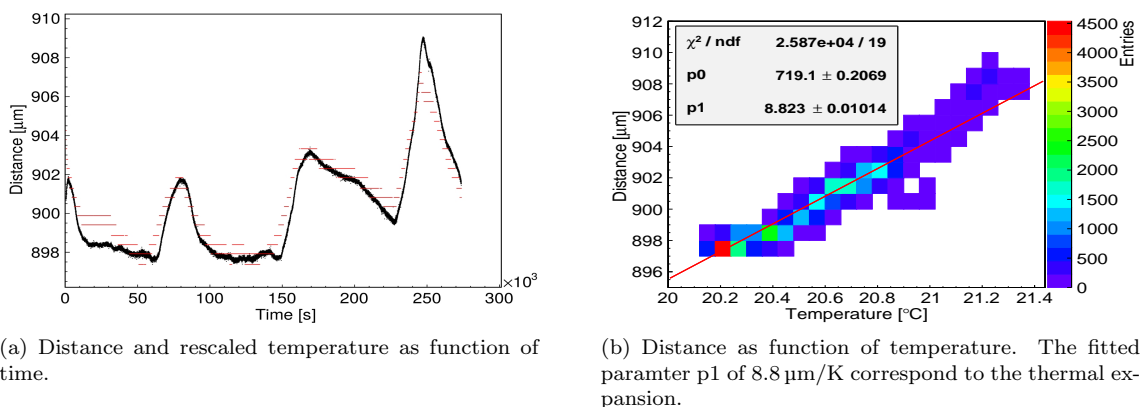 910
908
906
904
902
900
898
Distance [μm]
0 50 100 150 200 250 300
×10³
Time [s]
912
910
908
906
904
902
900
898
896
Distance [μm]
χ² / ndf 2.587e+04 / 19
p0 719.1 ± 0.2069
p1 8.823 ± 0.01014
20 20.2 20.4 20.6 20.8 21 21.2 21.4
Temperature [°C]
4500
4000
3500
3000
2500
2000
1500
1000
500
0
Entries
(a) Distance and rescaled temperature as function of
time.
(b) Distance as function of temperature. The fitted
paramter p1 of 8.8 μm/K correspond to the thermal ex-
pansion.